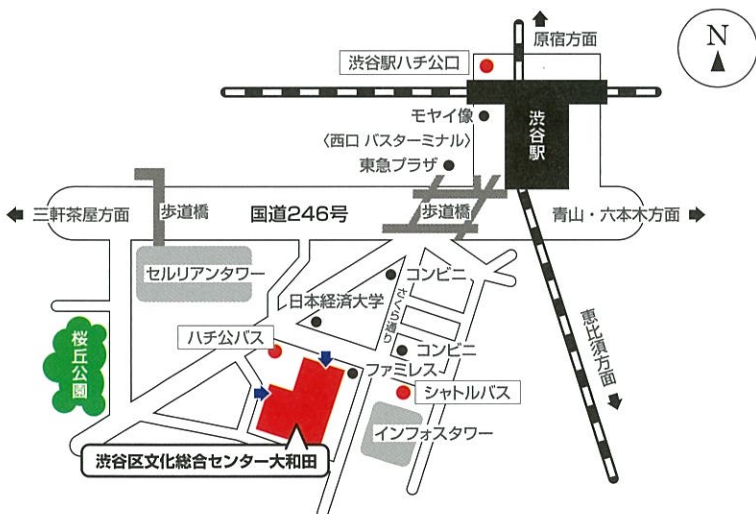 原宿方面
N
渋谷駅ハチ公口
モヤイ像
渋谷駅
〈西口 バスターミナル〉
東急プラザ
三軒茶屋方面
歩道橋
国道246号
歩道橋
青山・六本木方面
セルリアンタワー
コンビニ
日本経済大学
さくら通り
恵比須方面
桜丘公園
ハチ公バス
コンビニ
ファミレス
シャトルバス
インフォスタワー
渋谷区文化総合センター大和田